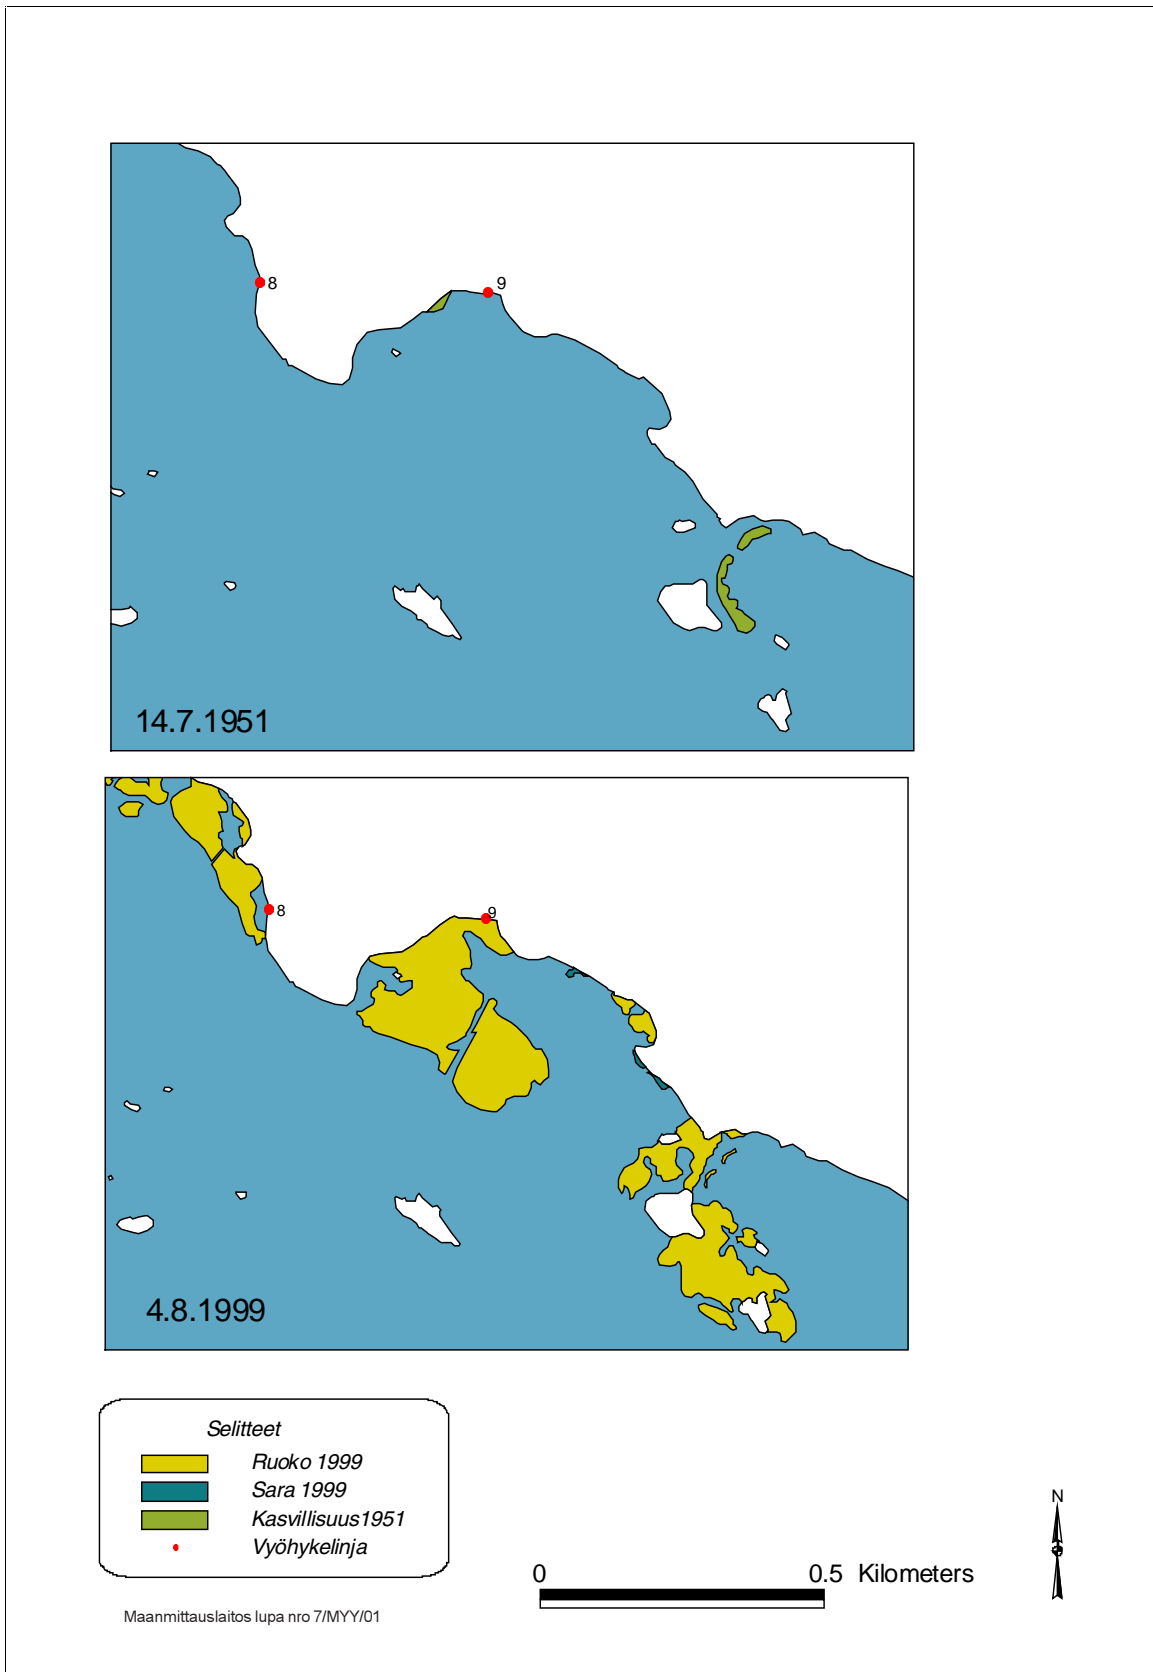 8
9
14.7.1951
8
9
4.8.1999
Selitteet
Ruoko 1999
Sara 1999
Kasvillisuus1951
Vyöhykelinja
N
0 0.5 Kilometers
Maanmittauslaitos lupa nro 7/MYY/01